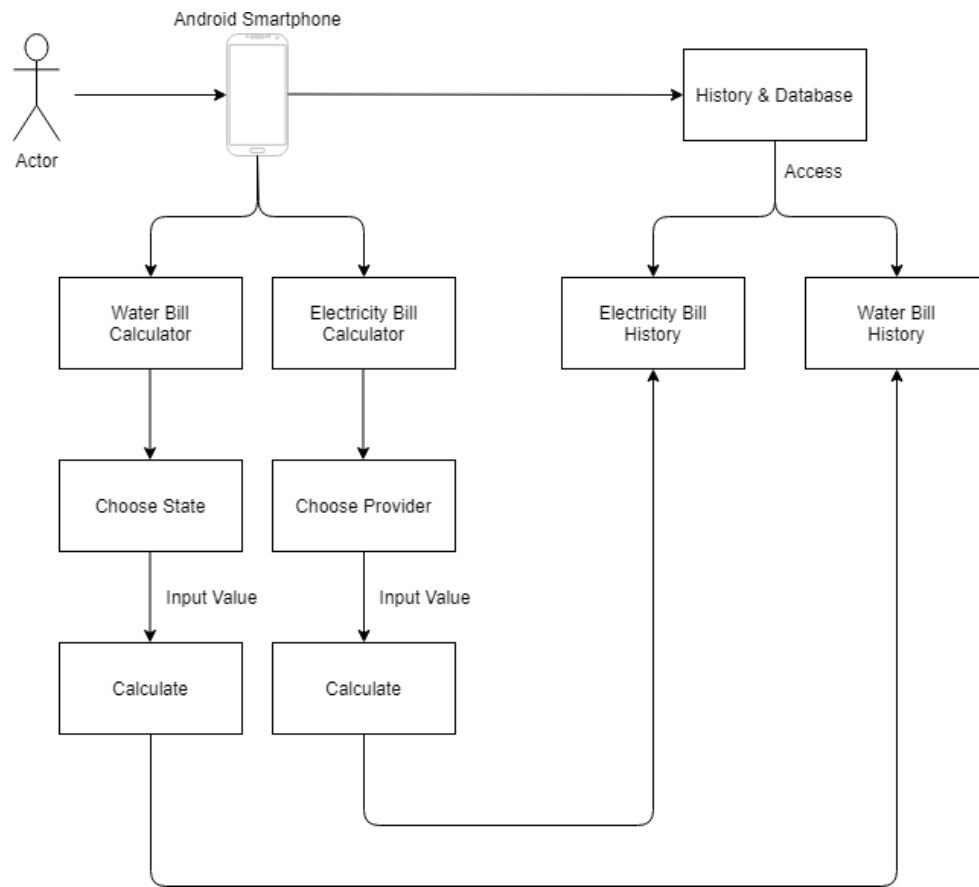 Android Smartphone
Actor
History & Database
Access
Water Bill
Calculator
Electricity Bill
Calculator
Electricity Bill
History
Water Bill
History
Choose State
Choose Provider
Input Value
Input Value
Calculate
Calculate